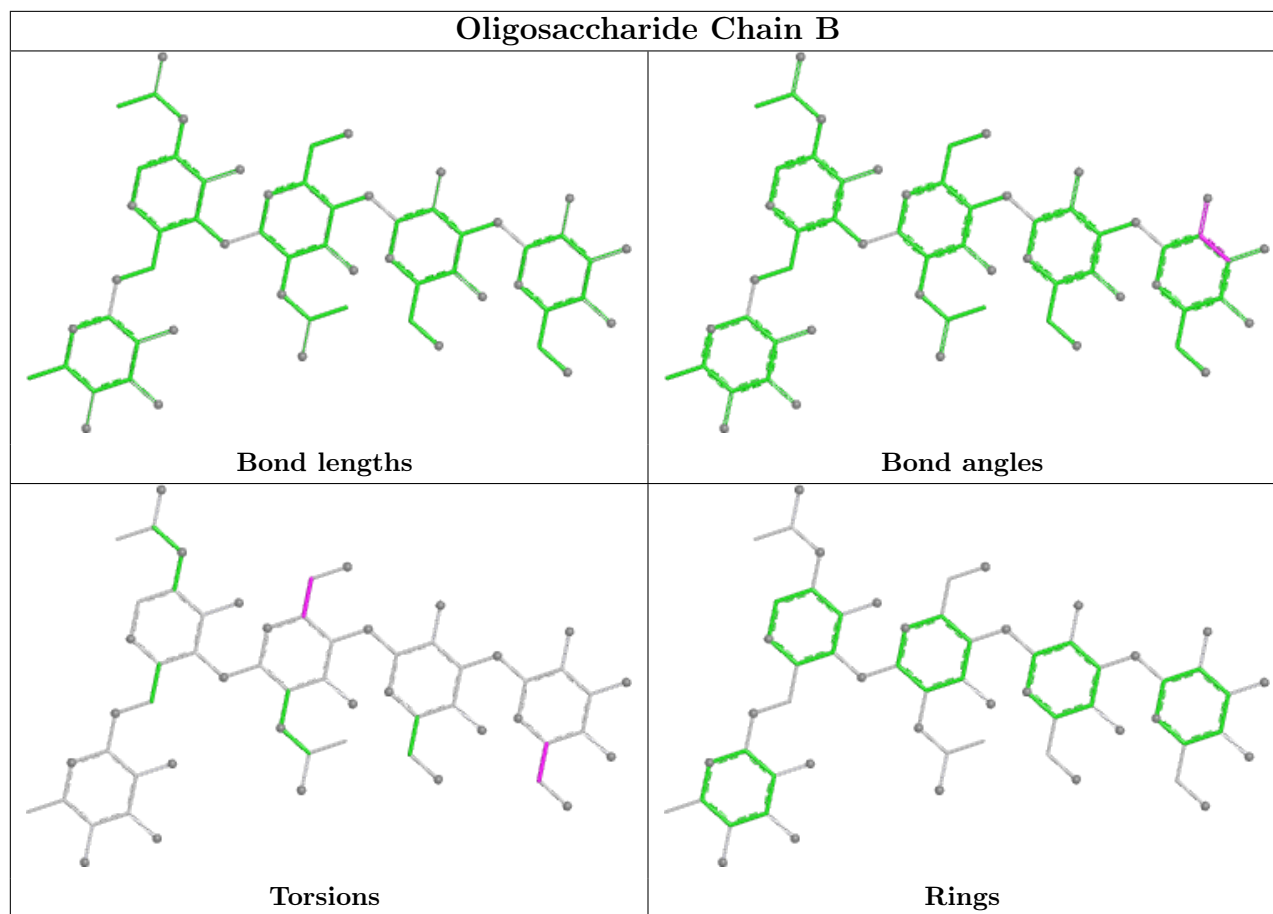 Oligosaccharide Chain B
Bond lengths
Bond angles
Torsions
Rings